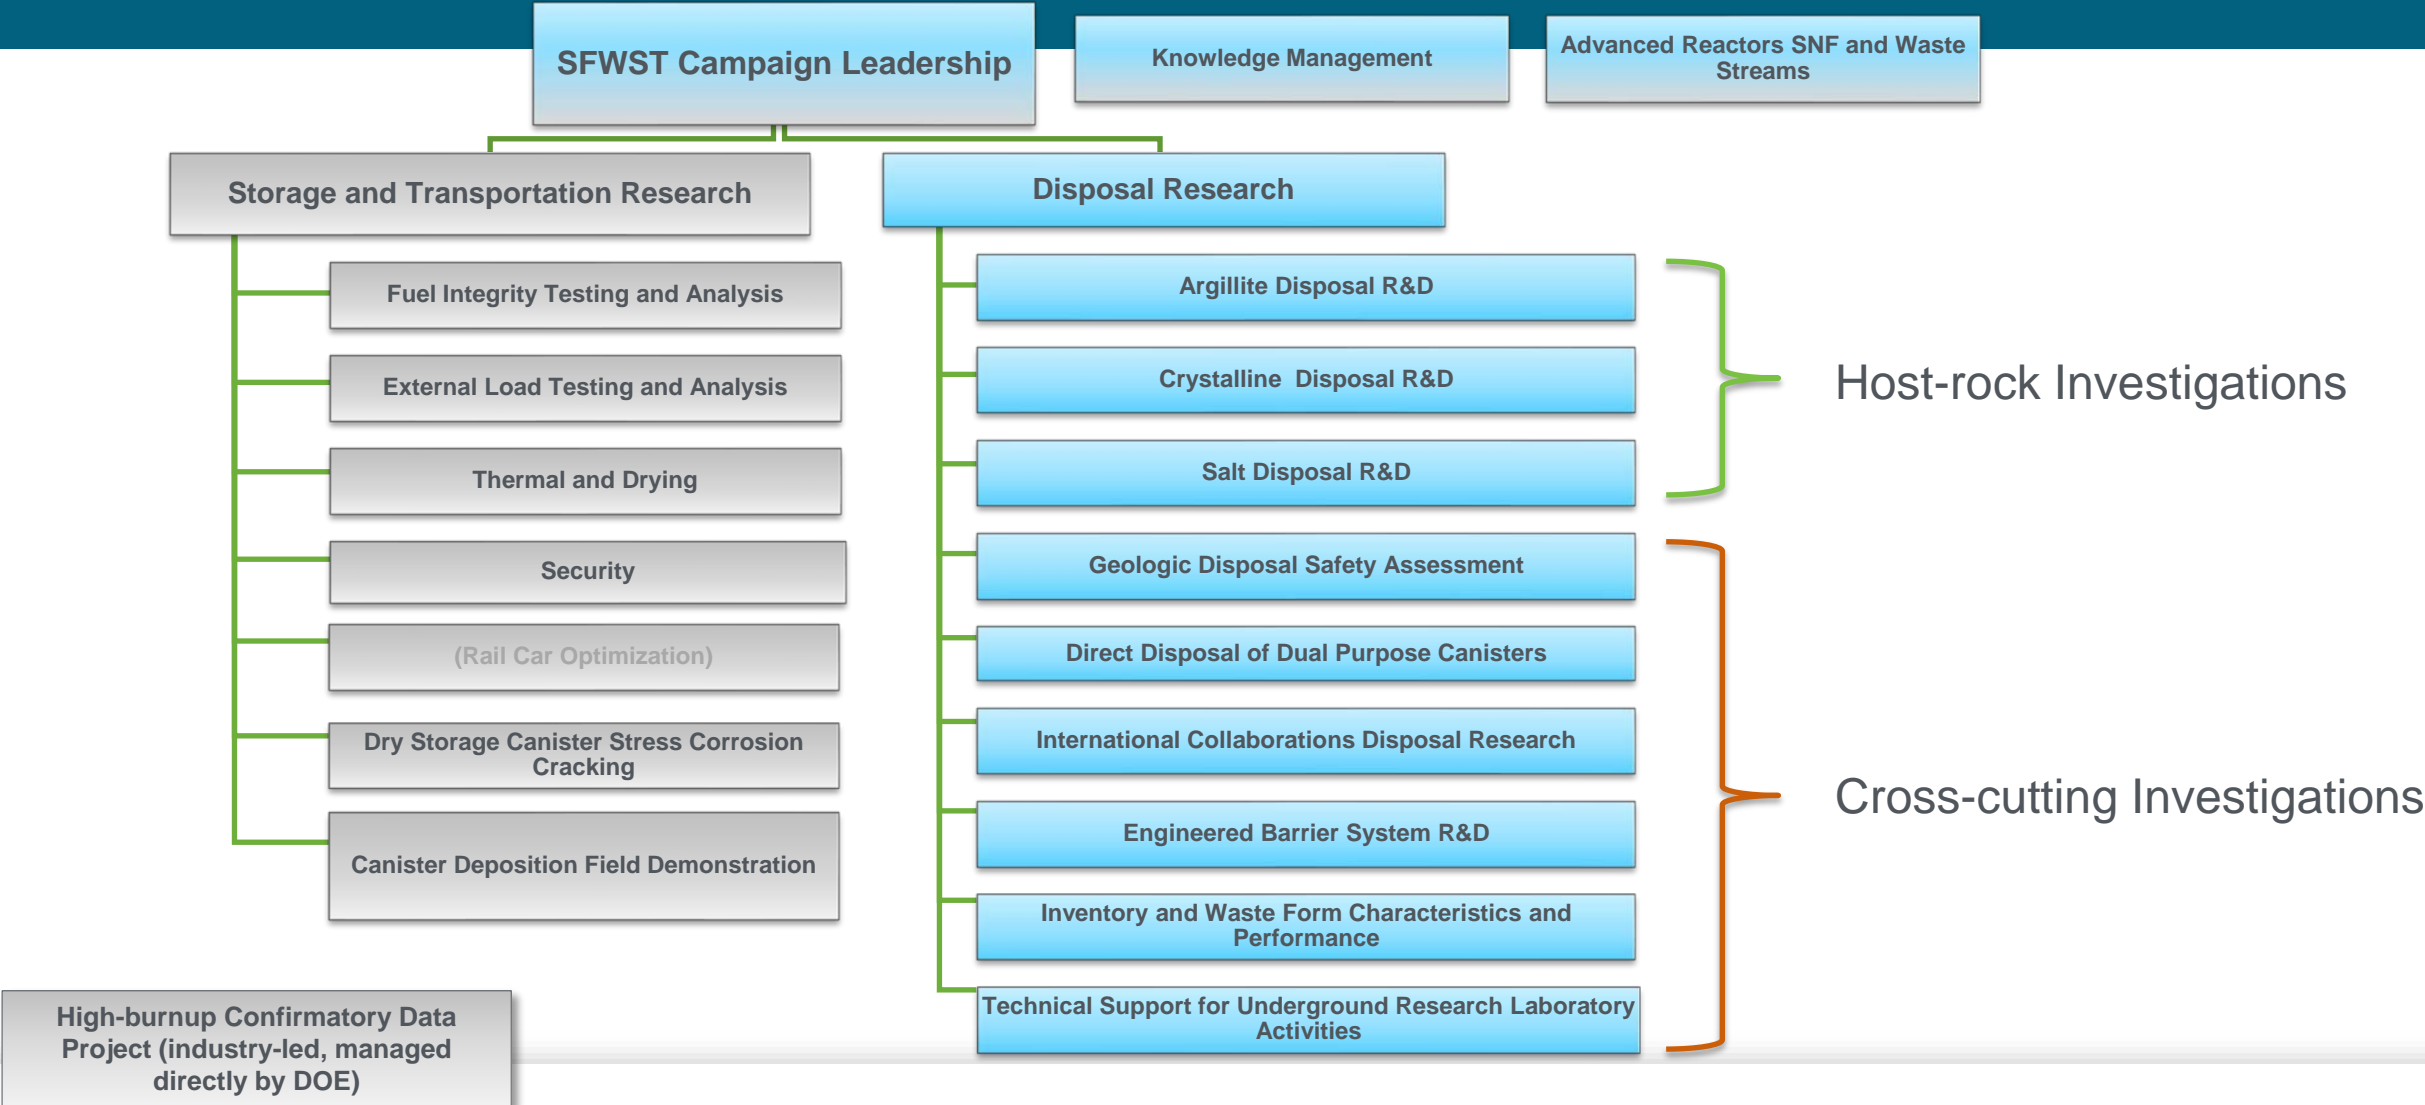 SFWST Campaign Leadership
Knowledge Management
Advanced Reactors SNF and Waste
Streams
Storage and Transportation Research
Disposal Research
Fuel Integrity Testing and Analysis
External Load Testing and Analysis
Thermal and Drying
Security
(Rail Car Optimization)
Dry Storage Canister Stress Corrosion
Cracking
Canister Deposition Field Demonstration
High-burnup Confirmatory Data
Project (industry-led, managed
directly by DOE)
Argillite Disposal R&D
Crystalline Disposal R&D
Salt Disposal R&D
Geologic Disposal Safety Assessment
Direct Disposal of Dual Purpose Canisters
International Collaborations Disposal Research
Engineered Barrier System R&D
Inventory and Waste Form Characteristics and
Performance
Technical Support for Underground Research Laboratory
Activities
Host-rock Investigations
Cross-cutting Investigations